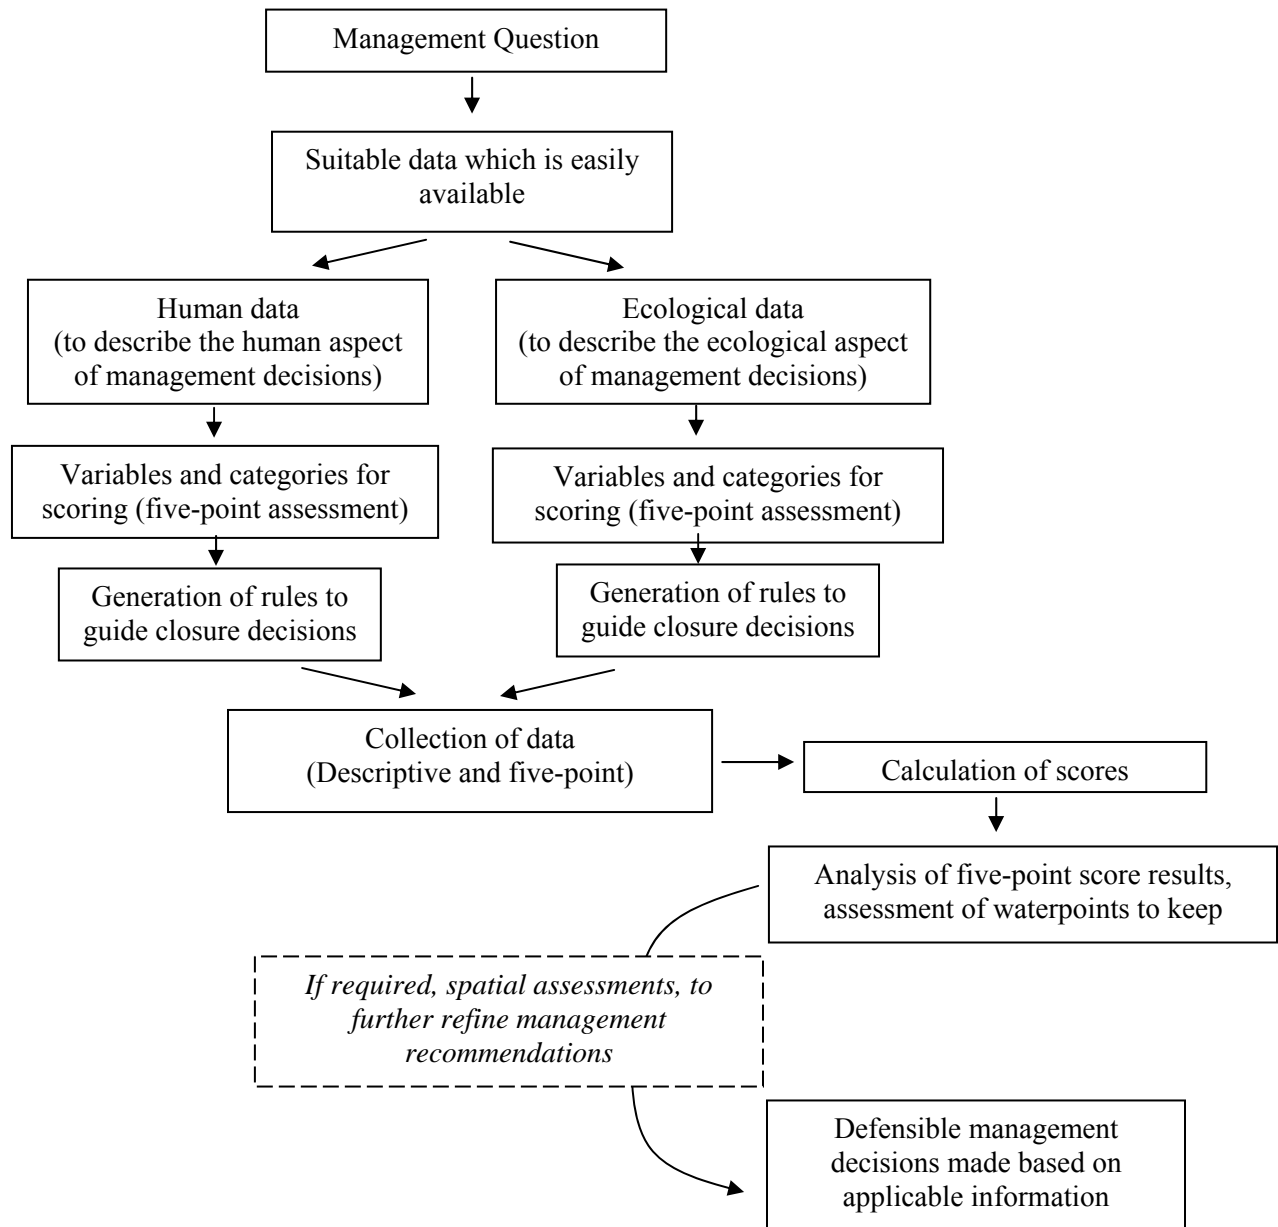 Management Question
Suitable data which is easily
available
Human data
(to describe the human aspect
of management decisions)
Ecological data
(to describe the ecological aspect
of management decisions)
Variables and categories for
scoring (five-point assessment)
Variables and categories for
scoring (five-point assessment)
Generation of rules to
guide closure decisions
Generation of rules to
guide closure decisions
Collection of data
(Descriptive and five-point)
Calculation of scores
Analysis of five-point score results,
assessment of waterpoints to keep
If required, spatial assessments, to
further refine management
recommendations
Defensible management
decisions made based on
applicable information